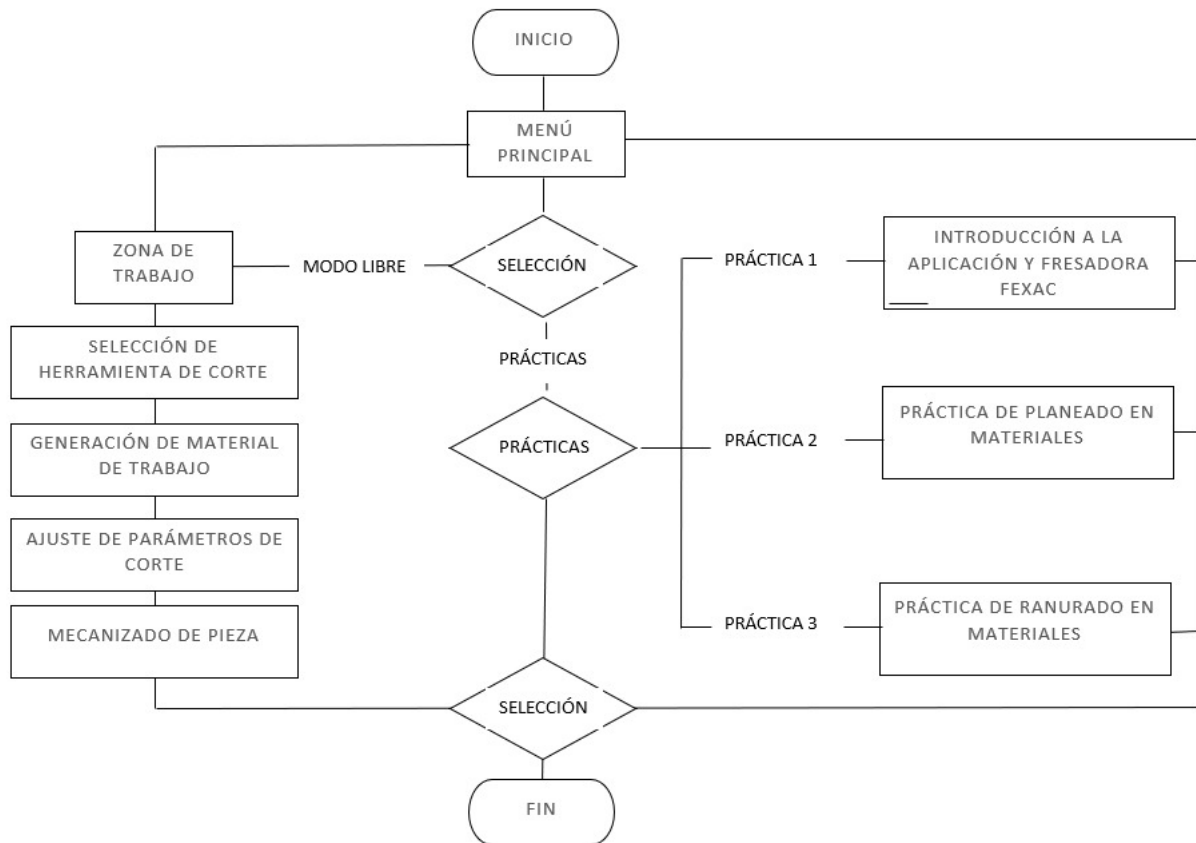 INICIO
MENÚ
PRINCIPAL
ZONA DE
TRABAJO
MODO LIBRE
SELECCIÓN
PRÁCTICA 1
INTRODUCCIÓN A LA
APLICACIÓN Y FRESADORA
FEXAC
SELECCIÓN DE
HERRAMIENTA DE CORTE
PRÁCTICAS
GENERACIÓN DE MATERIAL
DE TRABAJO
PRÁCTICAS
PRÁCTICA 2
PRÁCTICA DE PLANEADO EN
MATERIALES
AJUSTE DE PARÁMETROS DE
CORTE
MECANIZADO DE PIEZA
PRÁCTICA 3
PRÁCTICA DE RANURADO EN
MATERIALES
SELECCIÓN
FIN